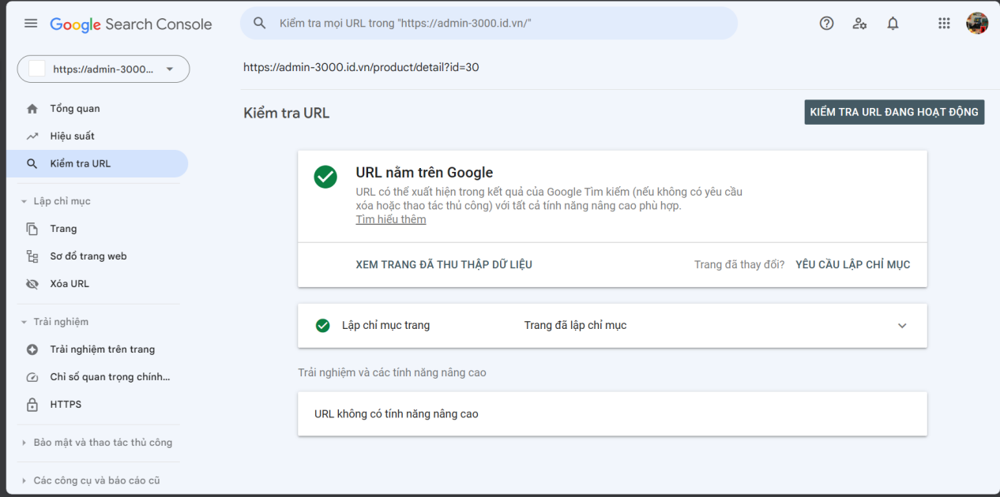 Google Search Console
Kiểm tra mọi URL trong "https://admin-3000.id.vn/"
https://admin-3000...
https://admin-3000.id.vn/product/detail?id=30
Tổng quan
Hiệu suất
Kiểm tra URL
Lập chỉ mục
Trang
Sơ đồ trang web
Xóa URL
Trải nghiệm
Trải nghiệm trên trang
Chỉ số quan trọng chính...
HTTPS
Bảo mật và thao tác thủ công
Các công cụ và báo cáo cũ
Kiểm tra URL
KIỂM TRA URL ĐANG HOẠT ĐỘNG
URL nằm trên Google
URL có thể xuất hiện trong kết quả của Google Tìm kiếm (nếu không có yêu cầu
xóa hoặc thao tác thủ công) với tất cả tính năng nâng cao phù hợp.
Tìm hiểu thêm
XEM TRANG ĐÃ THU THẬP DỮ LIỆU
Trang đã thay đổi? YÊU CẦU LẬP CHỈ MỤC
Lập chỉ mục trang
Trang đã lập chỉ mục
Trải nghiệm và các tính năng nâng cao
URL không có tính năng nâng cao